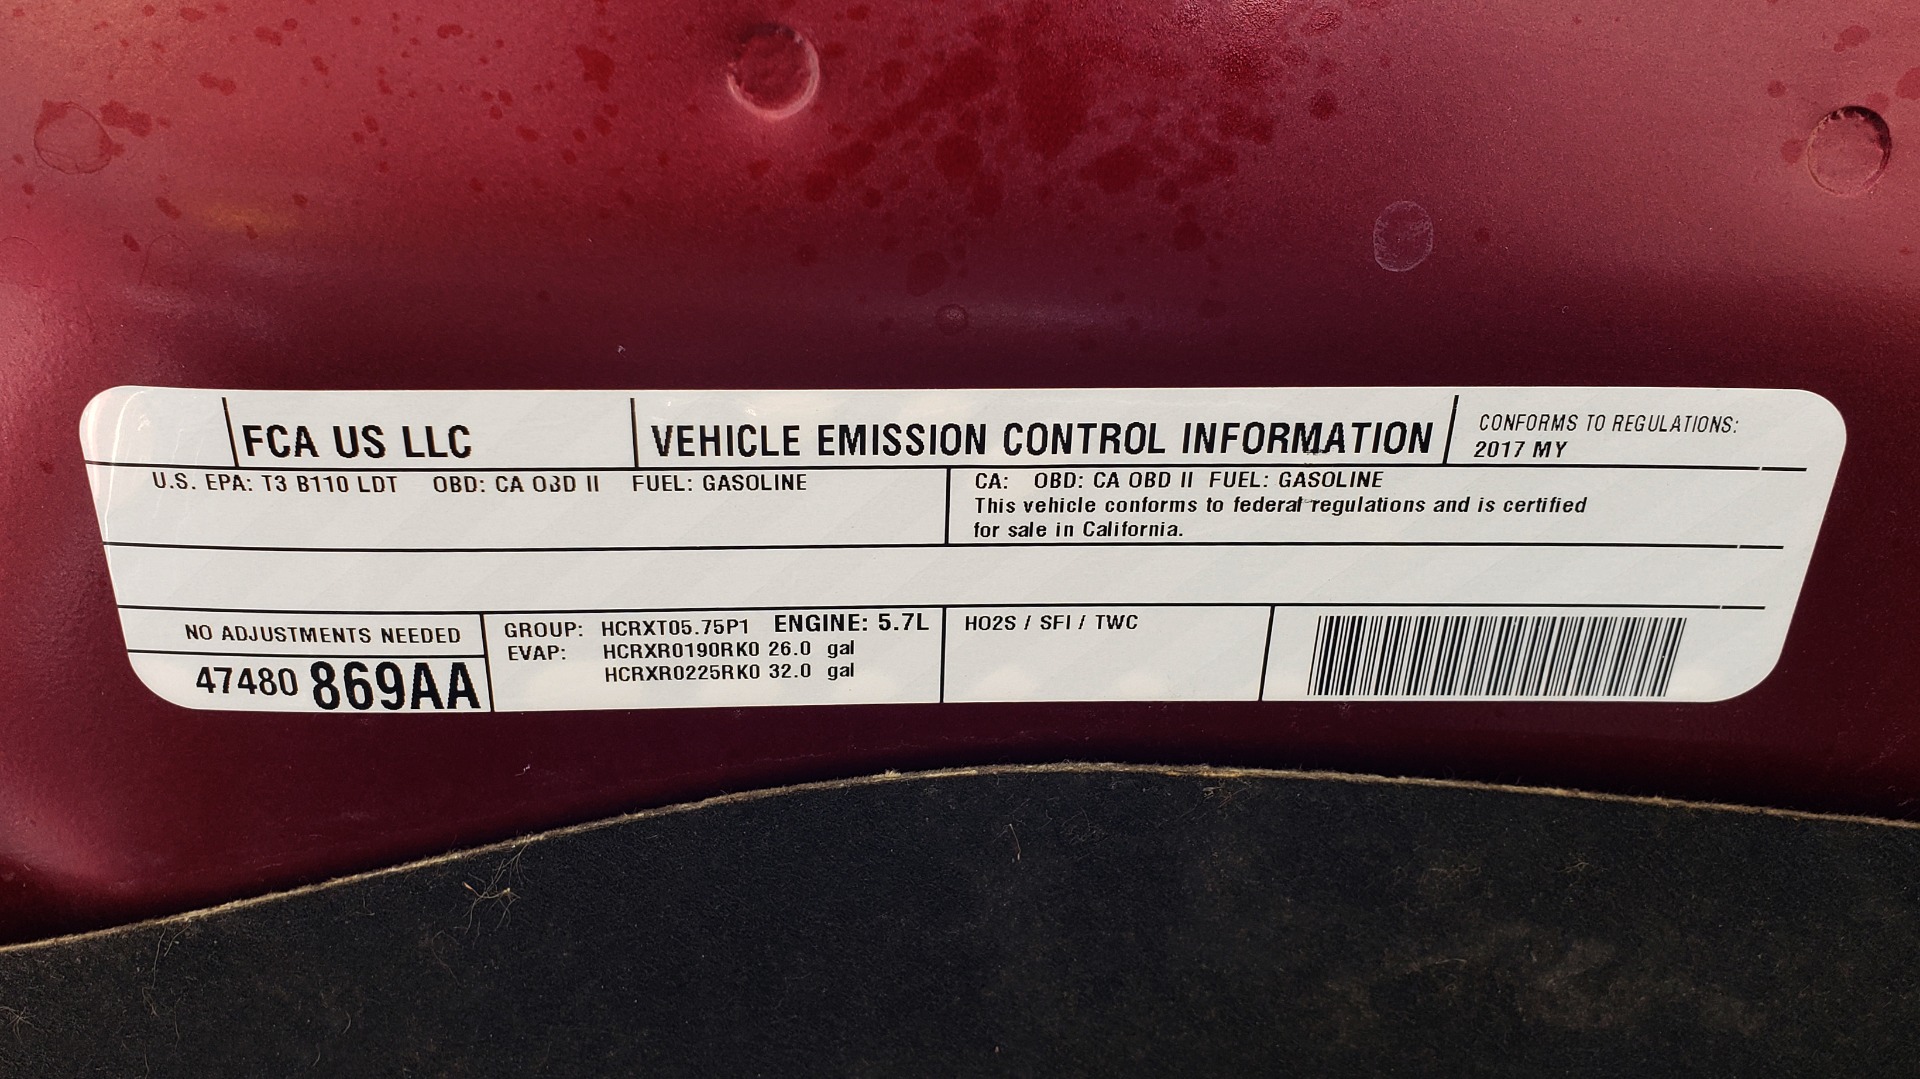 FCA US LLC VEHICLE EMISSION CONTROL INFORMATION CONFORMS TO REGULATIONS:
2017 MY
U.S. EPA: T3 B110 LDT OBD: CA OBD II FUEL: GASOLINE
CA: OBD: CA OBD II FUEL: GASOLINE
This vehicle conforms to federal regulations and is certified
for sale in California.
NO ADJUSTMENTS NEEDED
47480 869AA
GROUP: HCRXT05.75P1 ENGINE: 5.7L
EVAP: HCRXR0190RK0 26.0 gal
HCRXR0225RK0 32.0 gal
HO2S / SFI / TWC